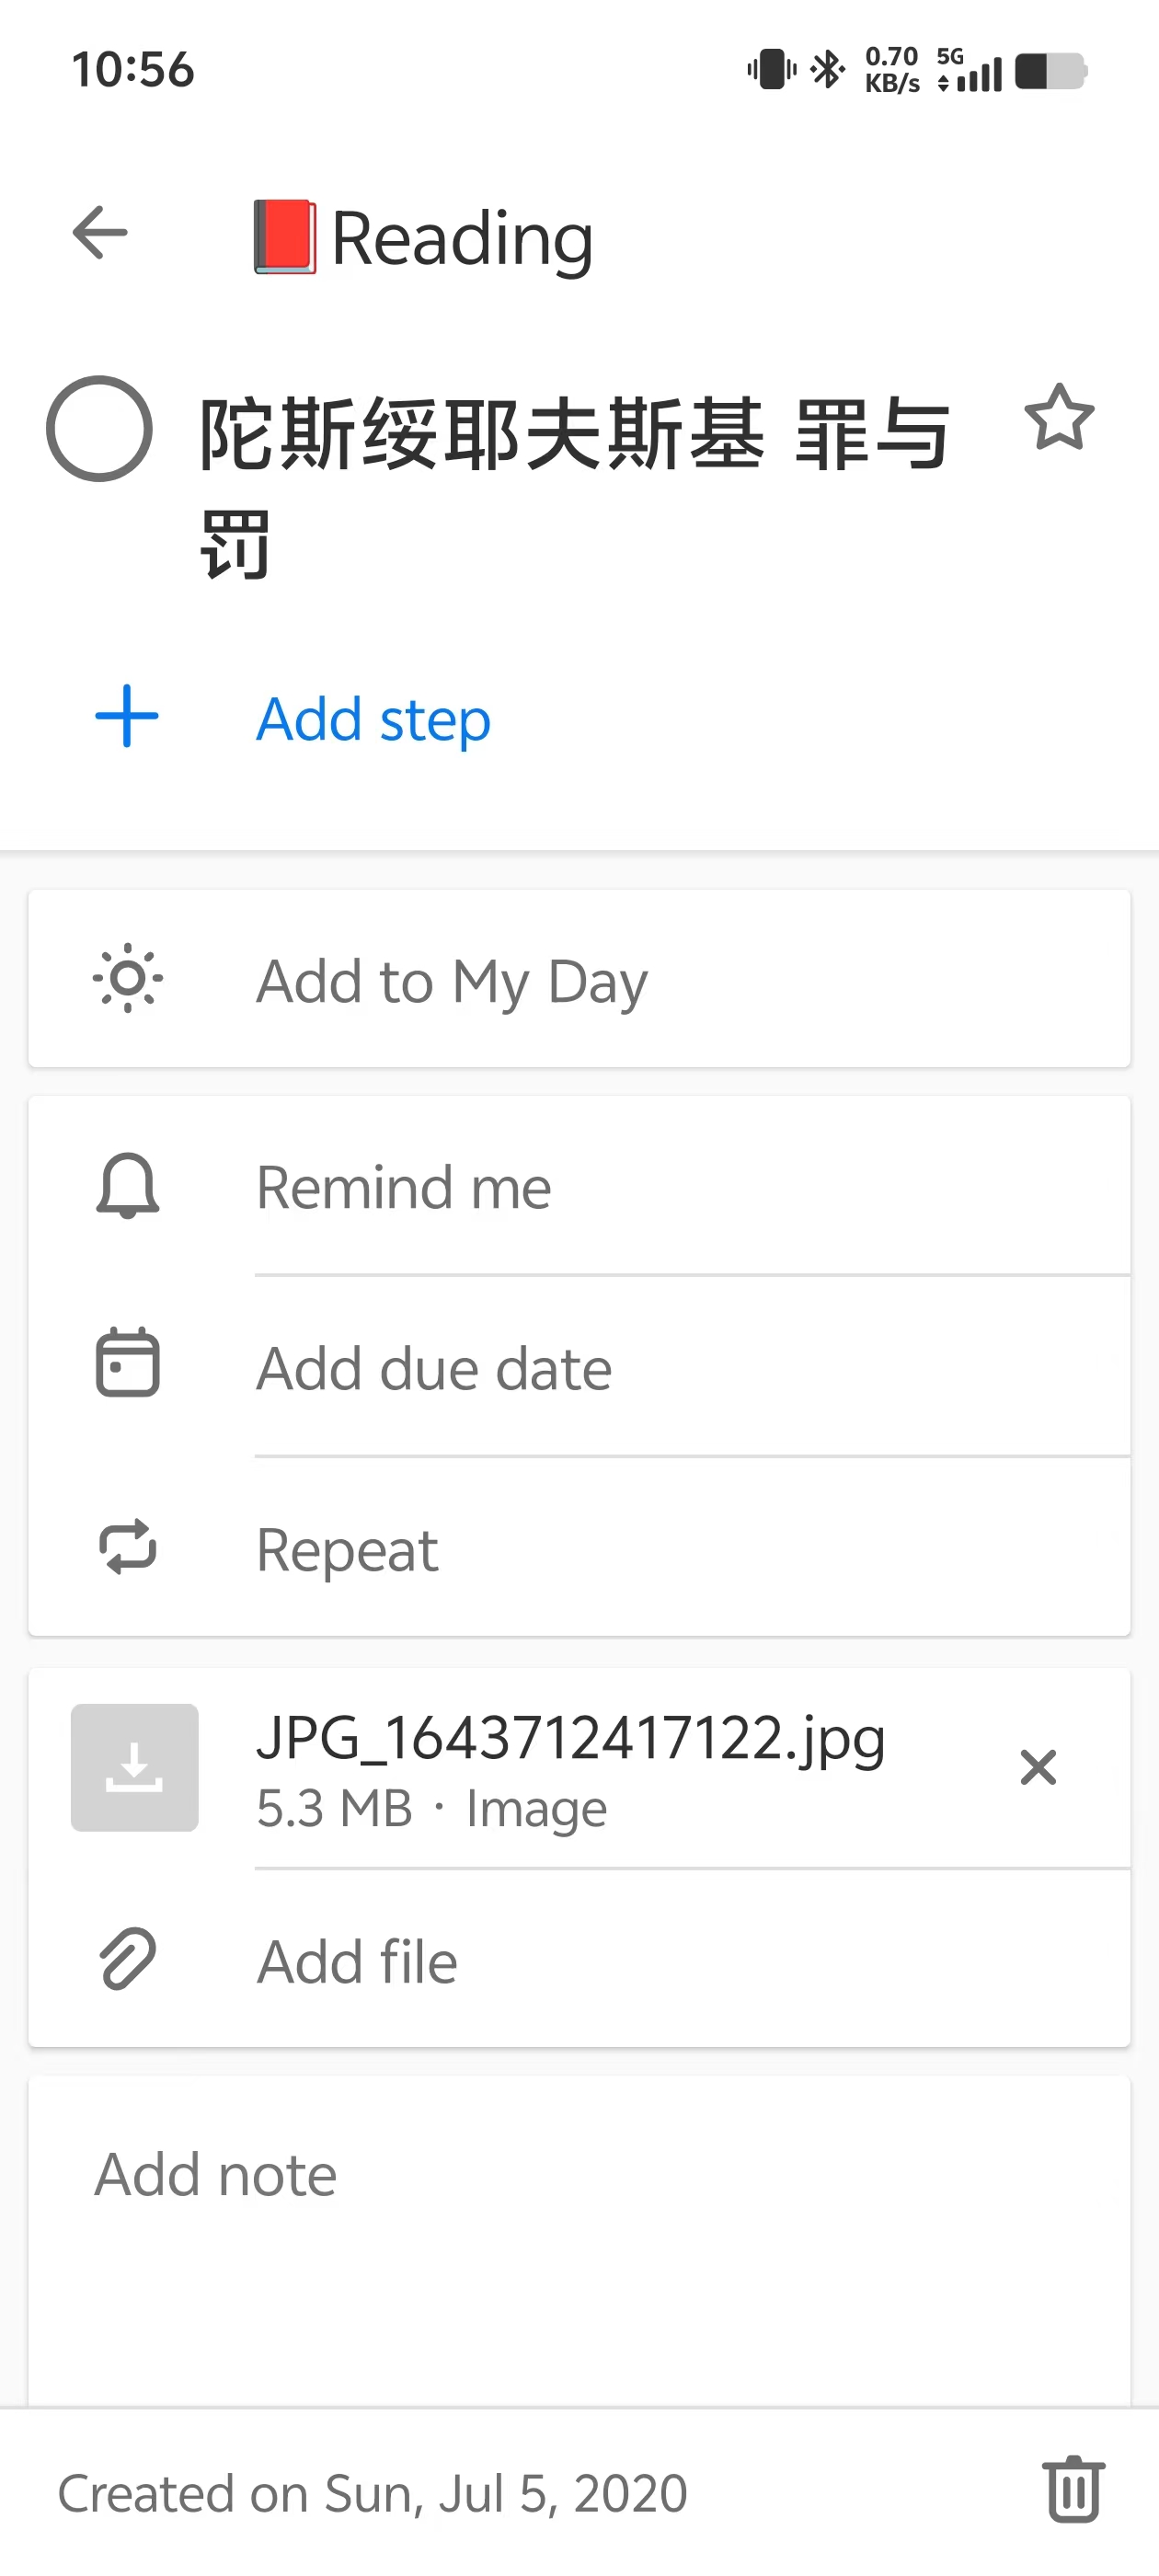 10:56
0.70 KB/s 5G
📕Reading
陀斯绥耶夫斯基 罪与
罚
Add step
Add to My Day
Remind me
Add due date
Repeat
JPG_1643712417122.jpg
5.3 MB · Image
Add file
Add note
Created on Sun, Jul 5, 2020